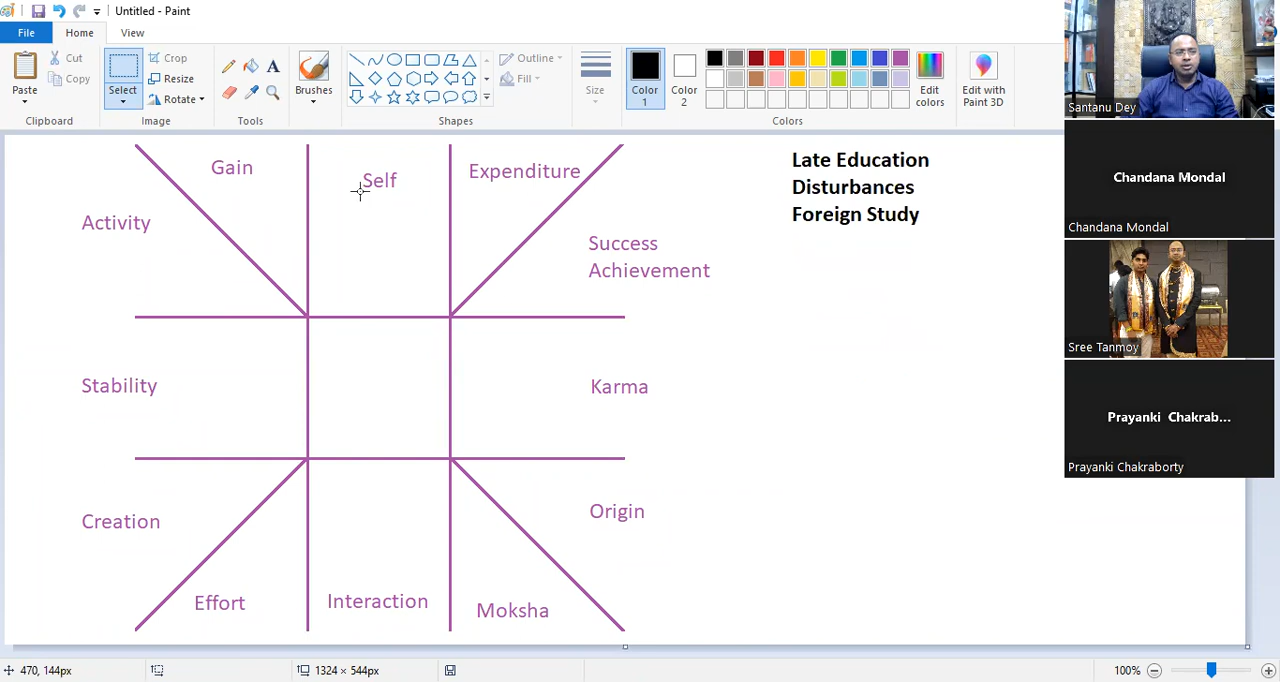 Untitled - Paint
File
Home
View
Paste
Cut
Copy
Clipboard
Select
Crop
Resize
Rotate
Image
Tools
Brushes
Shapes
Outline
Fill
Size
Color 1
Color 2
Edit colors
Edit with Paint 3D
Colors
Gain
Self
Expenditure
Activity
Success
Achievement
Stability
Karma
Creation
Origin
Effort
Interaction
Moksha
Late Education
Disturbances
Foreign Study
Santanu Dey
Chandana Mondal
Chandana Mondal
Sree Tanmoy
Prayanki Chakrab...
Prayanki Chakraborty
470, 144px
1324 × 544px
100%